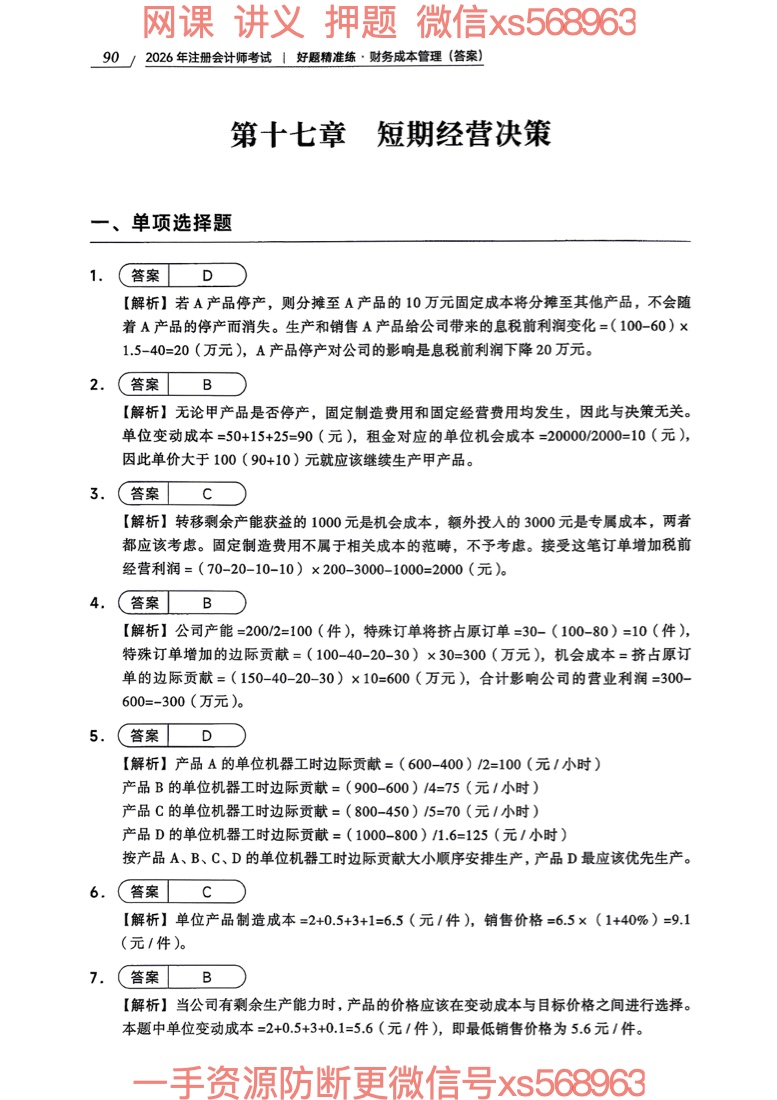 网课 讲义 押题 微信xs568963
90 / 2026年注册会计师考试 | 好题精准练·财务成本管理(答案)
第十七章 短期经营决策
一、单项选择题
1. 答案 D
【解析】若A产品停产,则分摊至A产品的10万元固定成本将分摊至其他产品,不会随
着A产品的停产而消失。生产和销售A产品给公司带来的息税前利润变化=(100-60)×
1.5-40=20(万元),A产品停产对公司的影响是息税前利润下降20万元。
2. 答案 B
【解析】无论甲产品是否停产,固定制造费用和固定经营费用均发生,因此与决策无关。
单位变动成本=50+15+25=90(元),租金对应的单位机会成本=20000/2000=10(元),
因此单价大于100(90+10)元就应该继续生产甲产品。
3. 答案 C
【解析】转移剩余产能获益的1000元是机会成本,额外投入的3000元是专属成本,两者
都应该考虑。固定制造费用不属于相关成本的范畴,不予考虑。接受这笔订单增加税前
经营利润=(70-20-10-10)×200-3000-1000=2000(元)。
4. 答案 B
【解析】公司产能=200/2=100(件),特殊订单将挤占原订单=30-(100-80)=10(件),
特殊订单增加的边际贡献=(100-40-20-30)×30=300(万元),机会成本=挤占原订
单的边际贡献=(150-40-20-30)×10=600(万元),合计影响公司的营业利润=300-
600=-300(万元)。
5. 答案 D
【解析】产品A的单位机器工时边际贡献=(600-400)/2=100(元/小时)
产品B的单位机器工时边际贡献=(900-600)/4=75(元/小时)
产品C的单位机器工时边际贡献=(800-450)/5=70(元/小时)
产品D的单位机器工时边际贡献=(1000-800)/1.6=125(元/小时)
按产品A、B、C、D的单位机器工时边际贡献大小顺序安排生产,产品D最应该优先生产。
6. 答案 C
【解析】单位产品制造成本=2+0.5+3+1=6.5(元/件),销售价格=6.5×(1+40%)=9.1
(元/件)。
7. 答案 B
【解析】当公司有剩余生产能力时,产品的价格应该在变动成本与目标价格之间进行选择。
本题中单位变动成本=2+0.5+3+0.1=5.6(元/件),即最低销售价格为5.6元/件。
一手资源防断更微信号xs568963